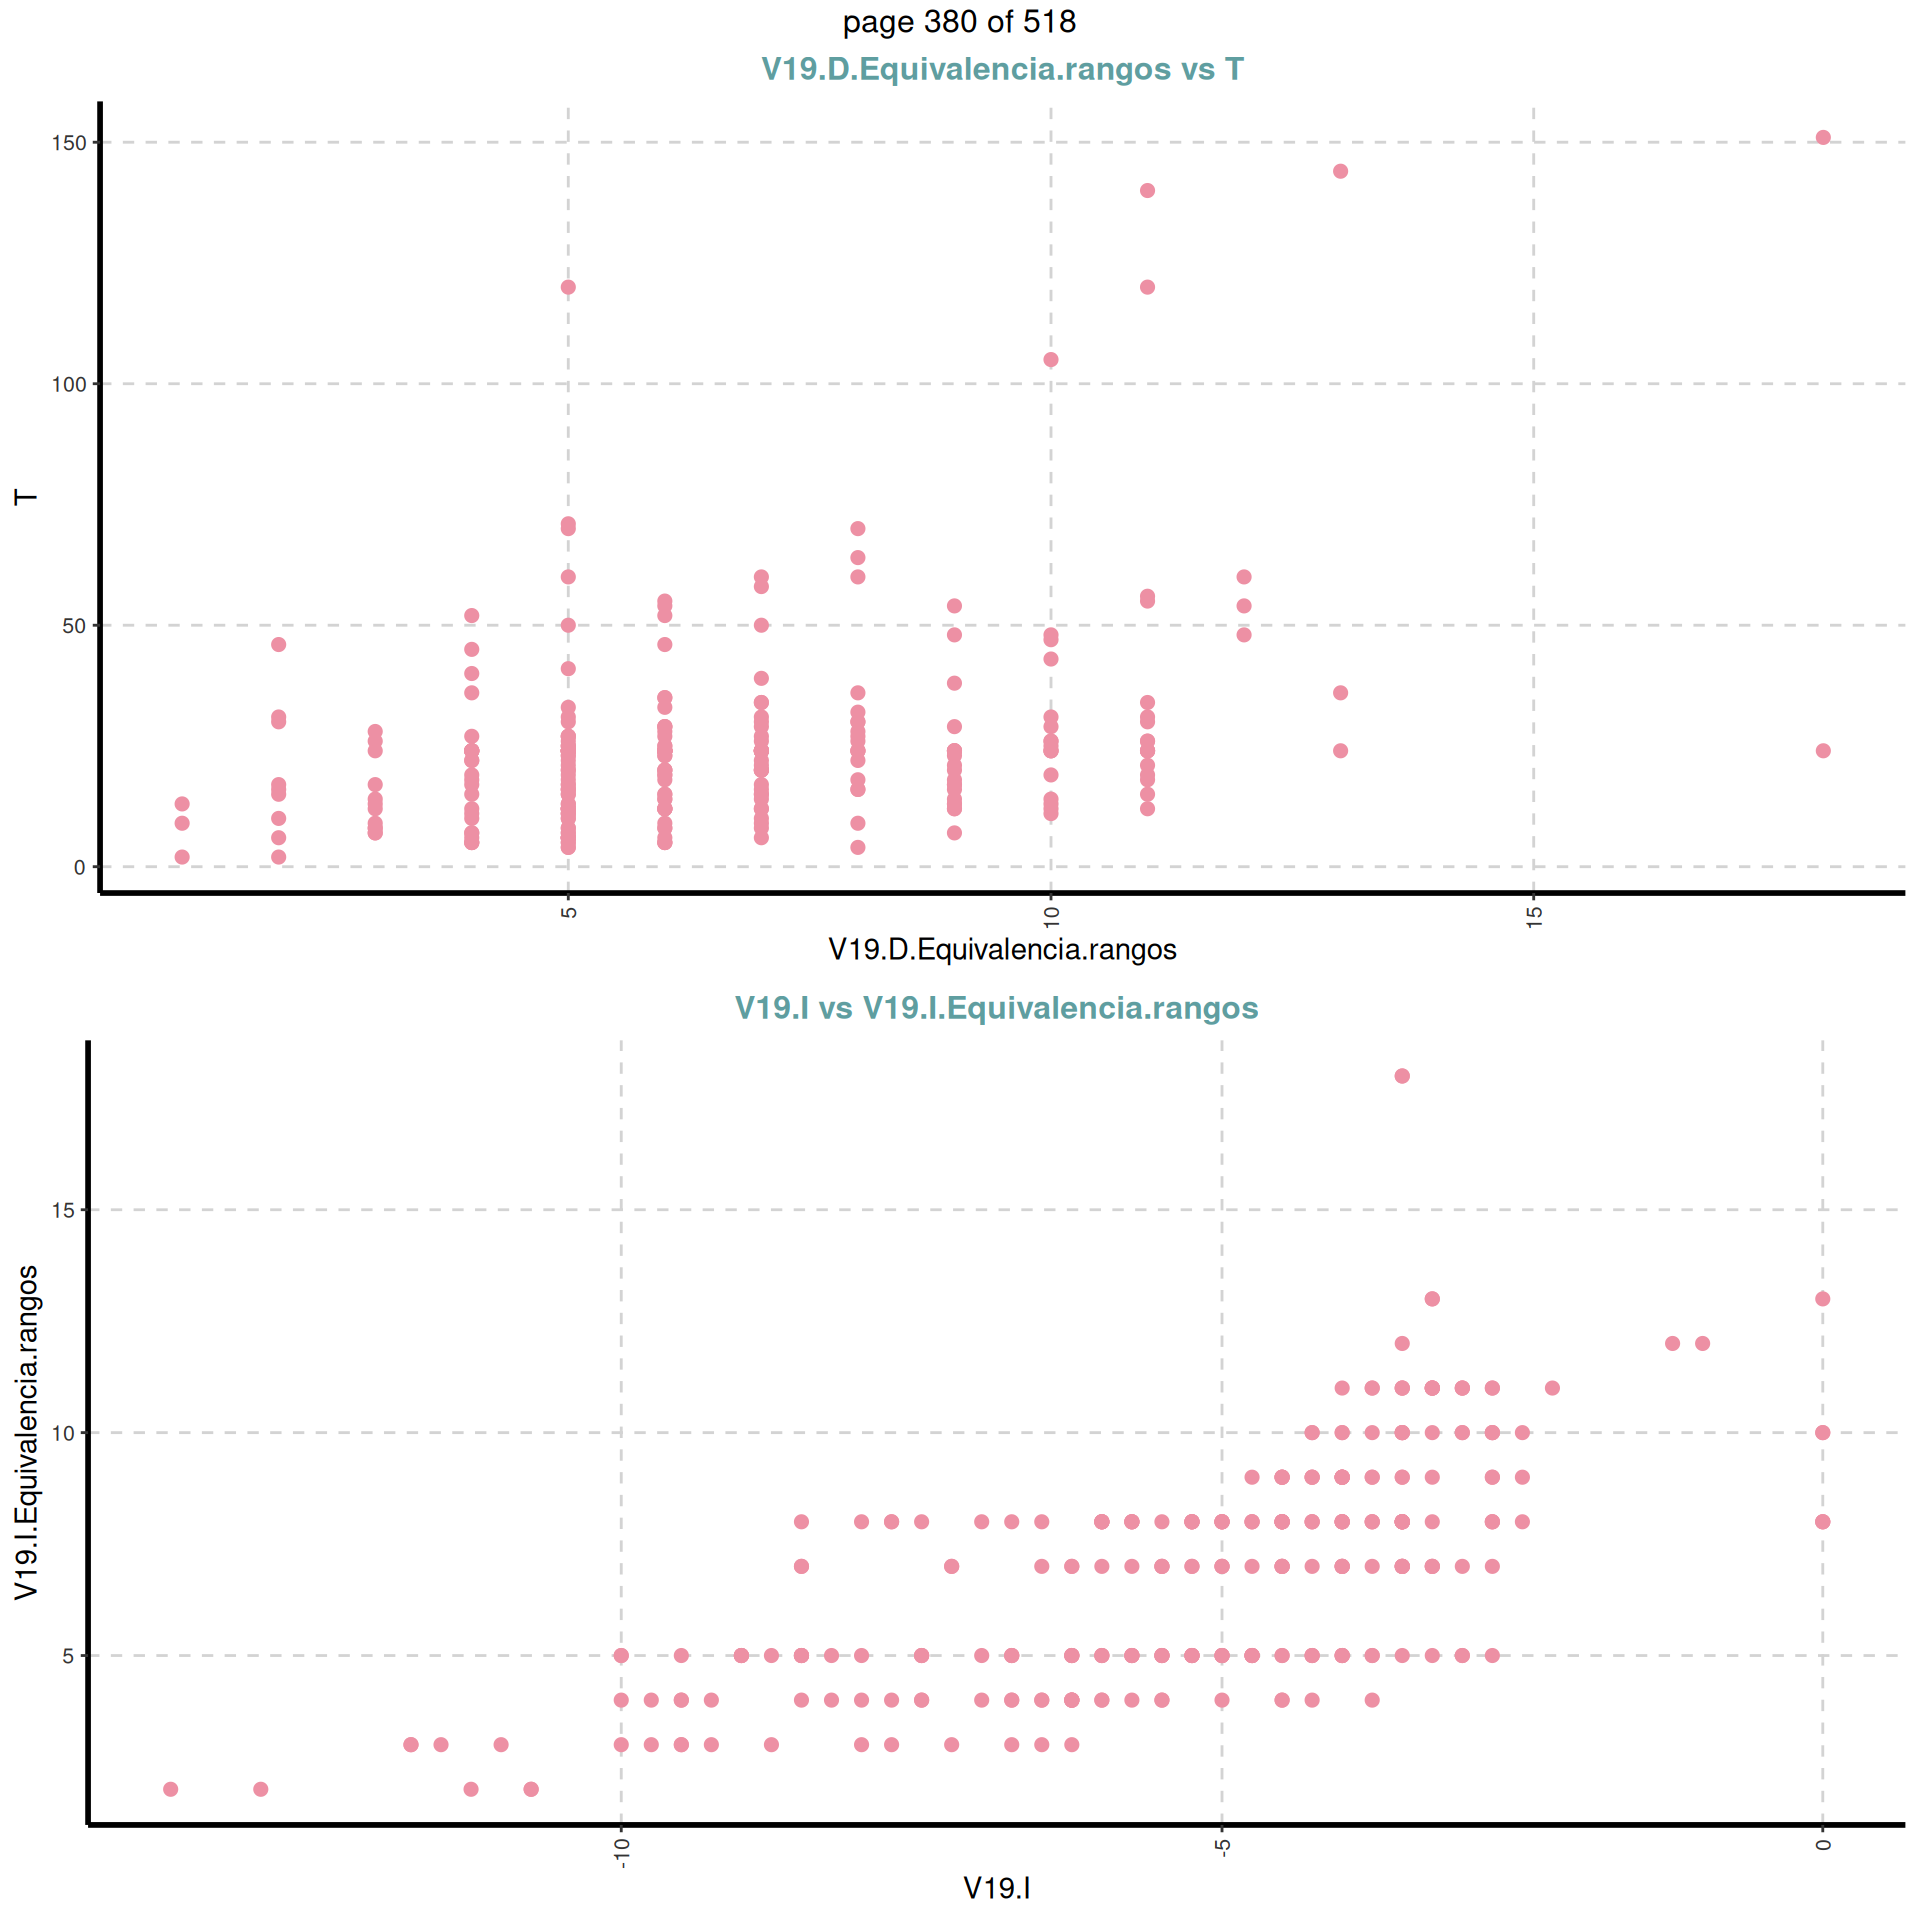 page 380 of 518
V19.D.Equivalencia.rangos vs T
150
100
50
0
T
5
10
15
V19.D.Equivalencia.rangos
V19.I vs V19.I.Equivalencia.rangos
15
10
5
V19.I.Equivalencia.rangos
-10
-5
0
V19.I